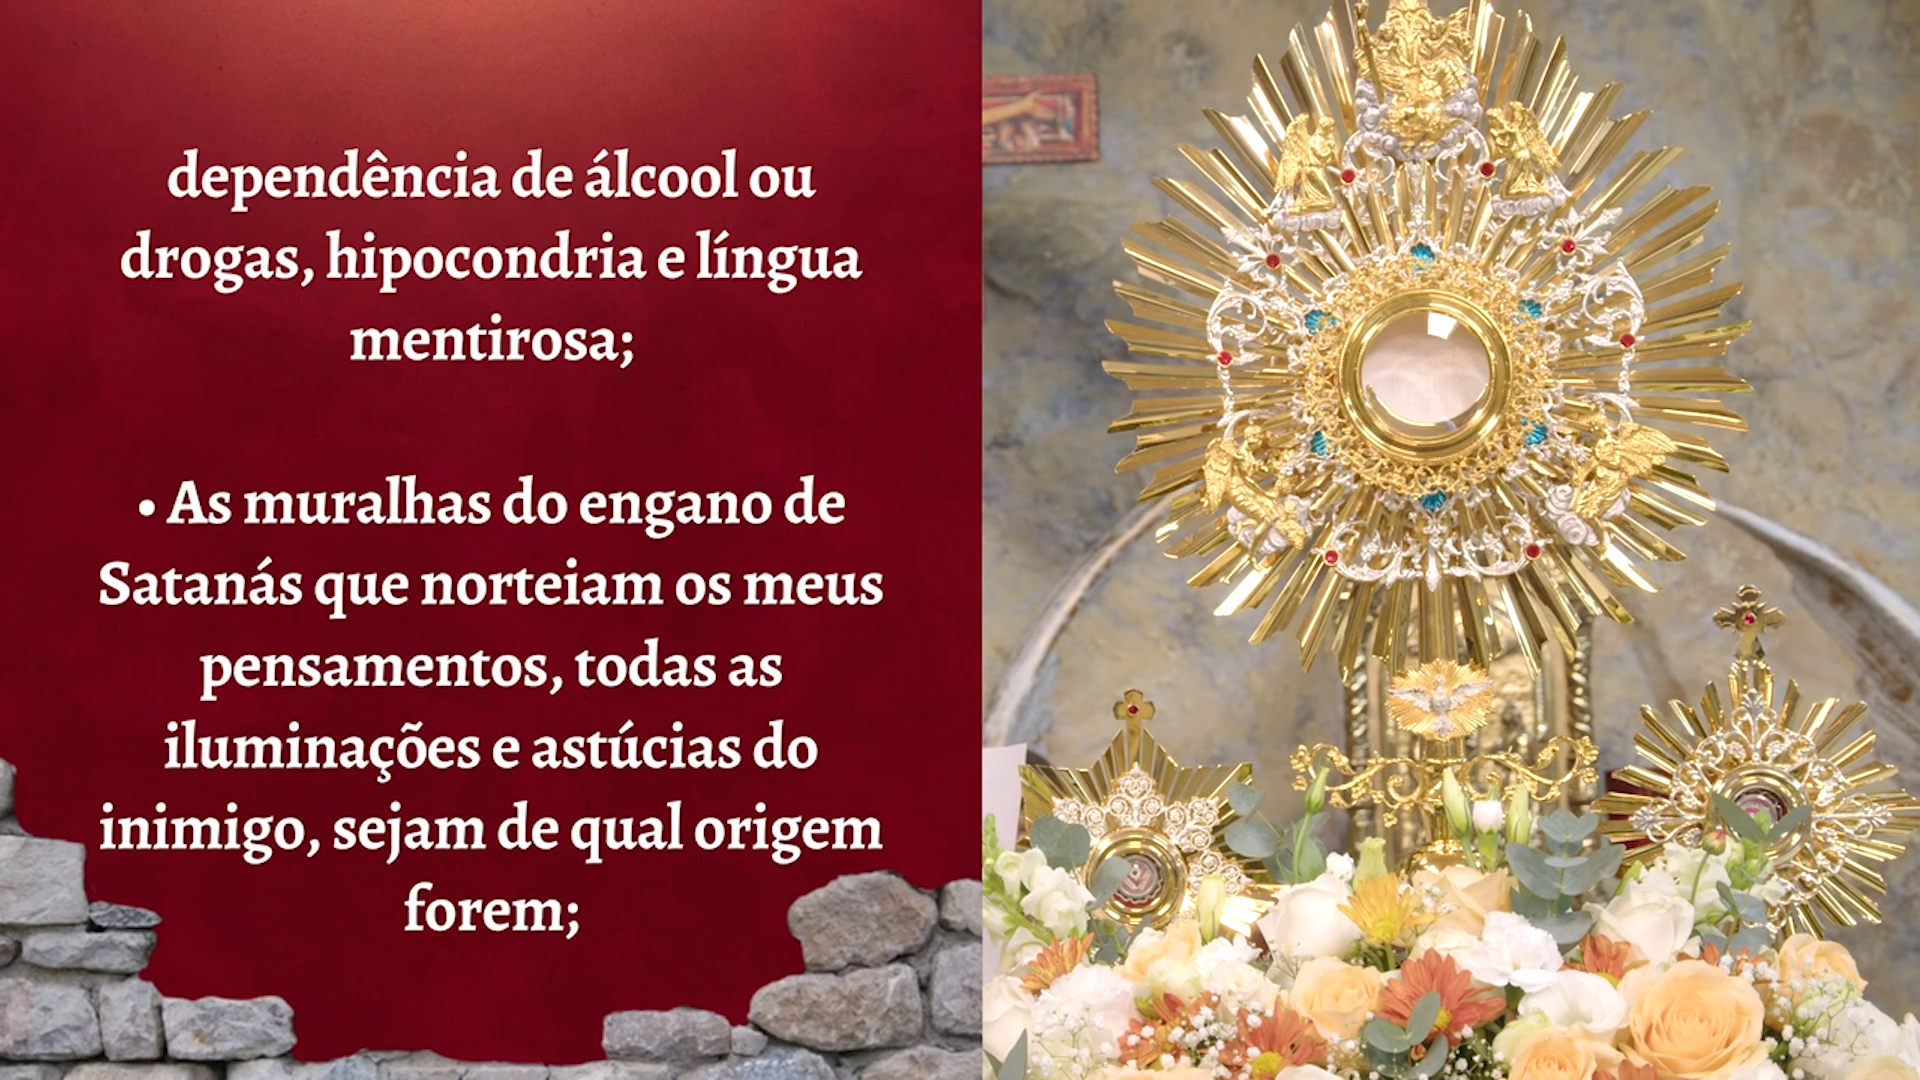 dependência de álcool ou
drogas, hipocondria e língua
mentirosa;
• As muralhas do engano de
Satanás que norteiam os meus
pensamentos, todas as
iluminações e astúcias do
inimigo, sejam de qual origem
forem;